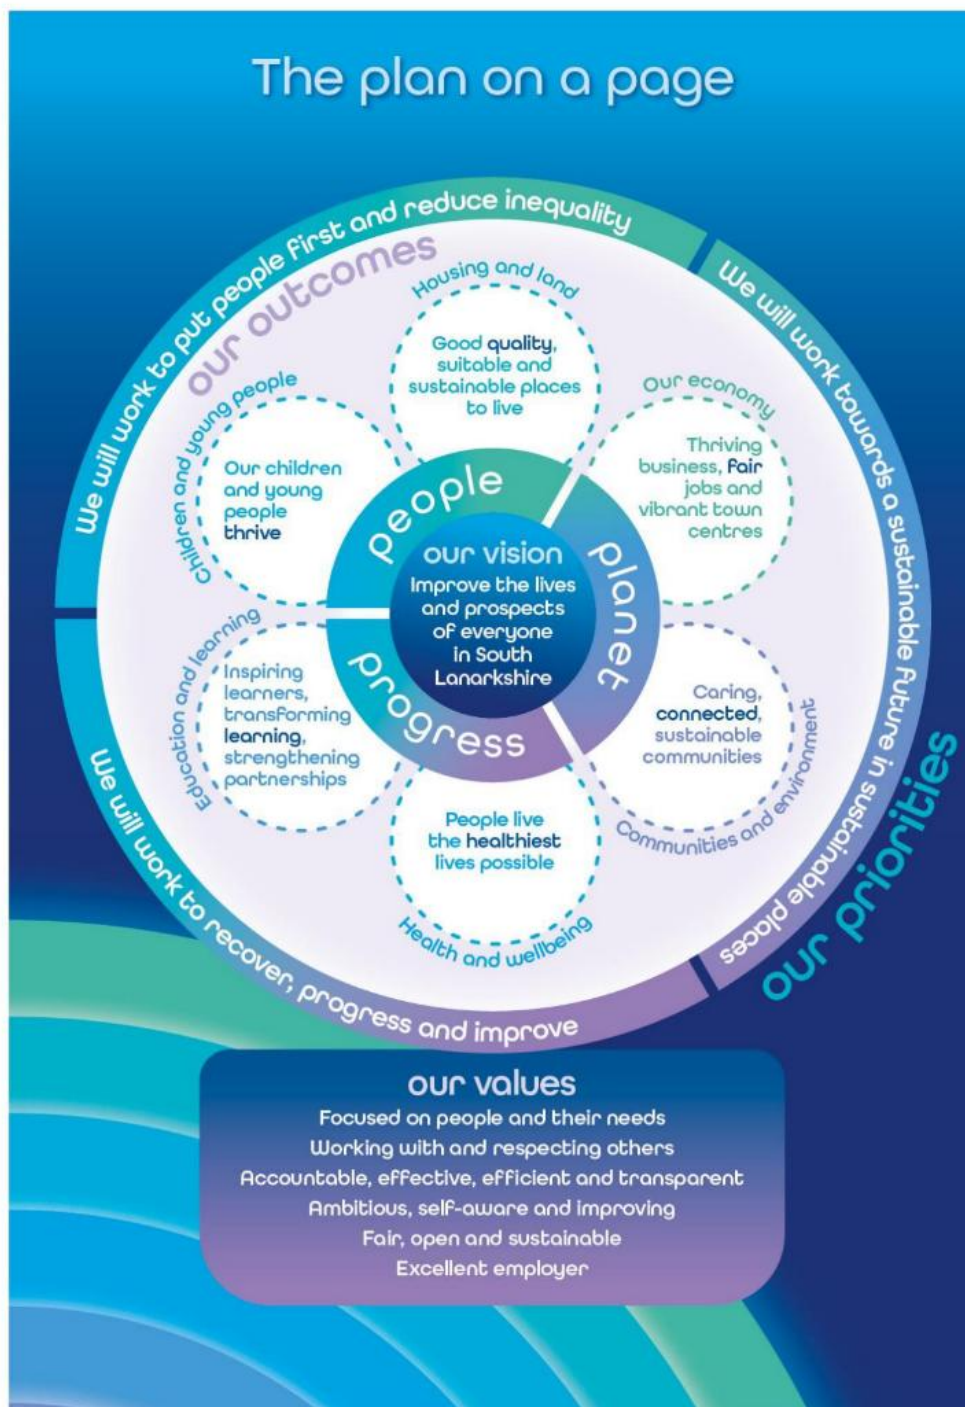 The plan on a page
We will work to put people first and reduce inequality
We will work towards a sustainable future in sustainable places
We will work to recover, progress and improve
our priorities
our outcomes
Housing and land
Good quality,
suitable and
sustainable places
to live
Our economy
Thriving
business, fair
jobs and
vibrant town
centres
Communities and environment
Caring,
connected,
sustainable
communities
Health and wellbeing
People live
the healthiest
lives possible
Education and learning
Inspiring
learners,
transforming
learning,
strengthening
partnerships
Children and young people
Our children
and young
people
thrive
people
planet
progress
our vision
Improve the lives
and prospects
of everyone
in South
Lanarkshire
our values
Focused on people and their needs
Working with and respecting others
Accountable, effective, efficient and transparent
Ambitious, self-aware and improving
Fair, open and sustainable
Excellent employer